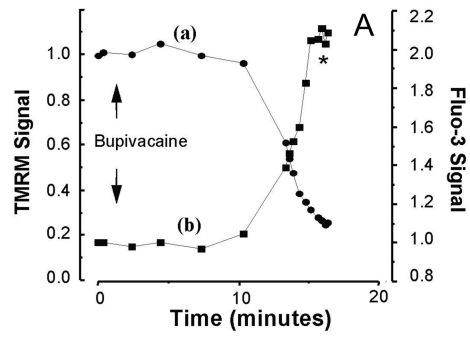 A
(a)
Bupivacaine
(b)
*
TMRM Signal
1.0
0.8
0.6
0.4
0.2
0.0
Fluo-3 Signal
2.2
2.0
1.8
1.6
1.4
1.2
1.0
0.8
0 10 20
Time (minutes)